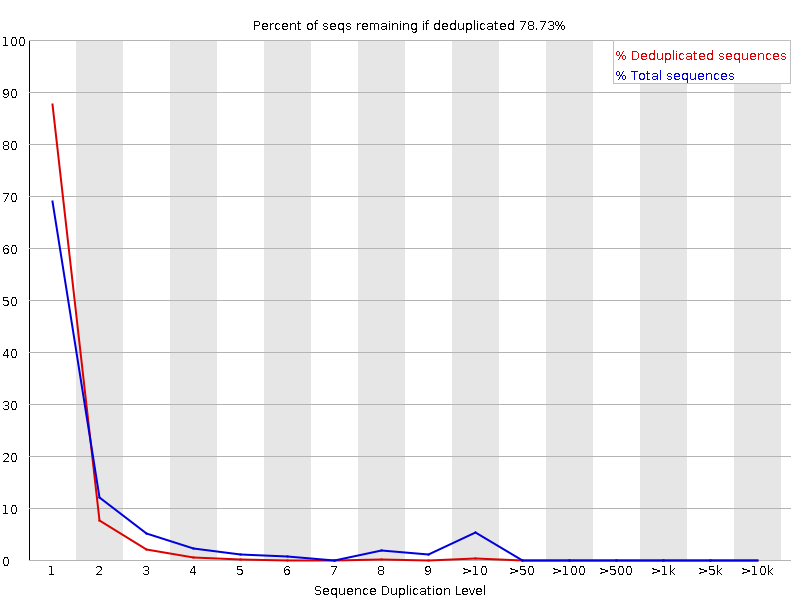 Percent of seqs remaining if deduplicated 78.73%
% Deduplicated sequences
% Total sequences
100
90
80
70
60
50
40
30
20
10
0
1 2 3 4 5 6 7 8 9 >10 >50 >100 >500 >1k >5k >10k
Sequence Duplication Level